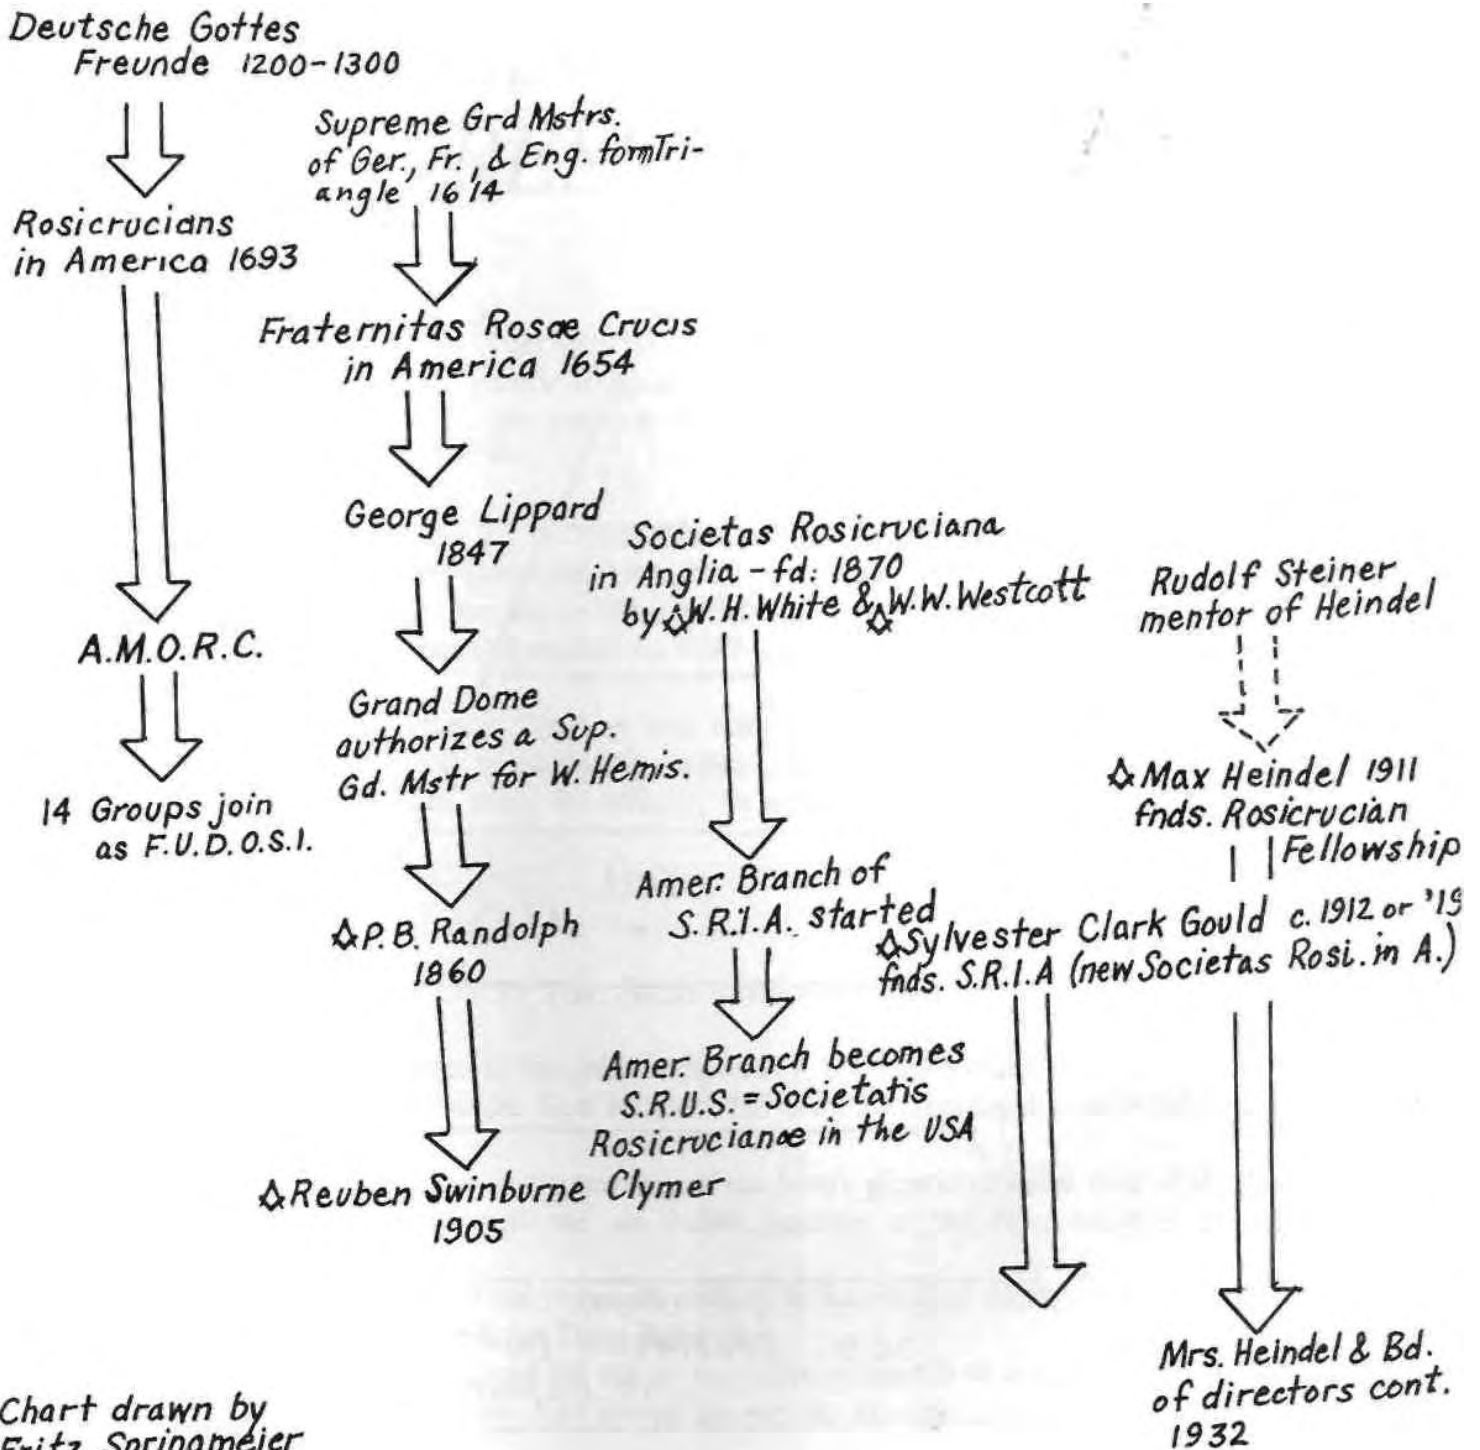 Deutsche Gottes
Freunde 1200-1300
Rosicrucians
in America 1693
A.M.O.R.C.
14 Groups join
as F.U.D.O.S.I.
Supreme Grd Mstrs.
of Ger., Fr., & Eng. form Tri-
angle 1614
Fraternitas Rosae Crucis
in America 1654
George Lippard
1847
Grand Dome
authorizes a Sup.
Gd. Mstr for W. Hemis.
P.B. Randolph
1860
Reuben Swinburne Clymer
1905
Societas Rosicruciana
in Anglia - fd: 1870
by W. H. White & W.W. Westcott
Amer. Branch of
S.R.I.A. started
Amer. Branch becomes
S.R.U.S. = Societatis
Rosicrucianae in the USA
Rudolf Steiner
mentor of Heindel
Max Heindel 1911
fnds. Rosicrucian
Fellowship
Sylvester Clark Gould c. 1912 or
fnds. S.R.I.A (new Societas Rosi. in A.)
Mrs. Heindel & Bd.
of directors cont.
1932
Chart drawn by
Fritz Springmeier